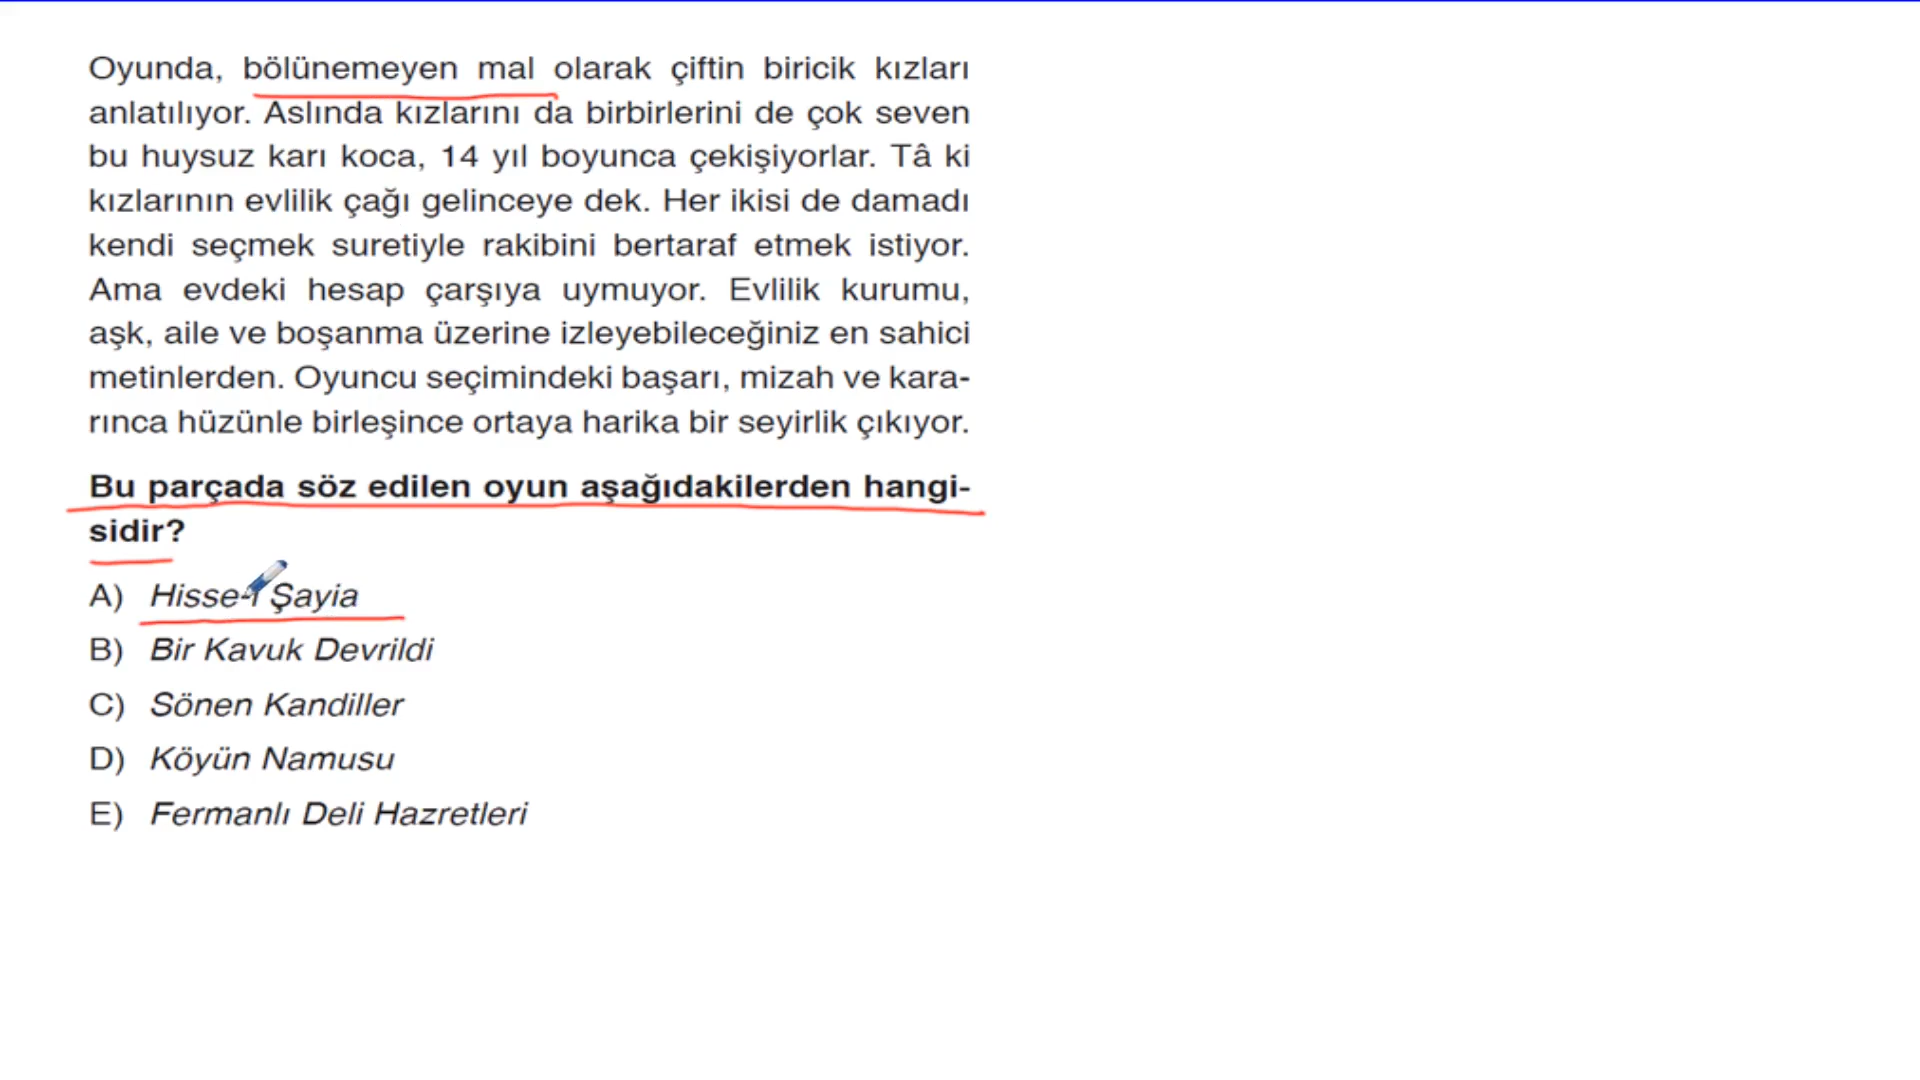 Oyunda, bölünemeyen mal olarak çiftin biricik kızları
anlatılıyor. Aslında kızlarını da birbirlerini de çok seven
bu huysuz karı koca, 14 yıl boyunca çekişiyorlar. Tâ ki
kızlarının evlilik çağı gelinceye dek. Her ikisi de damadı
kendi seçmek suretiyle rakibini bertaraf etmek istiyor.
Ama evdeki hesap çarşıya uymuyor. Evlilik kurumu,
aşk, aile ve boşanma üzerine izleyebileceğiniz en sahici
metinlerden. Oyuncu seçimindeki başarı, mizah ve kara-
rınca hüzünle birleşince ortaya harika bir seyirlik çıkıyor.
Bu parçada söz edilen oyun aşağıdakilerden hangi-
sidir?
A) Hisse-i Şayia
B) Bir Kavuk Devrildi
C) Sönen Kandiller
D) Köyün Namusu
E) Fermanlı Deli Hazretleri